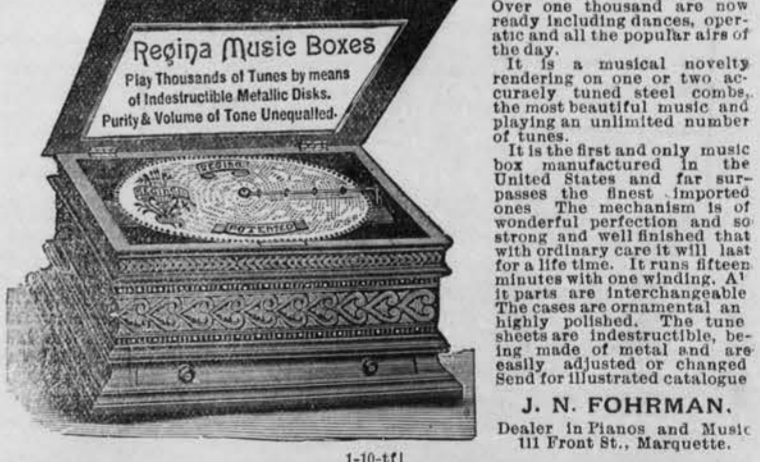 Regina Music Boxes
Play Thousands of Tunes by means
of Indestructible Metallic Disks.
Purity & Volume of Tone Unequalled.
REGINA
PATENTED
1-10-tf1
Over one thousand are now
ready including dances, oper-
atic and all the popular airs of
the day.
It is a musical novelty
rendering on one or two ac-
curaely tuned steel combs,
the most beautiful music and
playing an unlimited number
of tunes.
It is the first and only music
box manufactured in the
United States and far sur-
passes the finest imported
ones The mechanism is of
wonderful perfection and so
strong and well finished that
with ordinary care it will last
for a life time. It runs fifteen
minutes with one winding. A
it parts are interchangeable
The cases are ornamental an
highly polished. The tune
sheets are indestructible, be-
ing made of metal and are
easily adjusted or changed
Send for illustrated catalogue
J. N. FOHRMAN.
Dealer in Pianos and Music
111 Front St., Marquette.